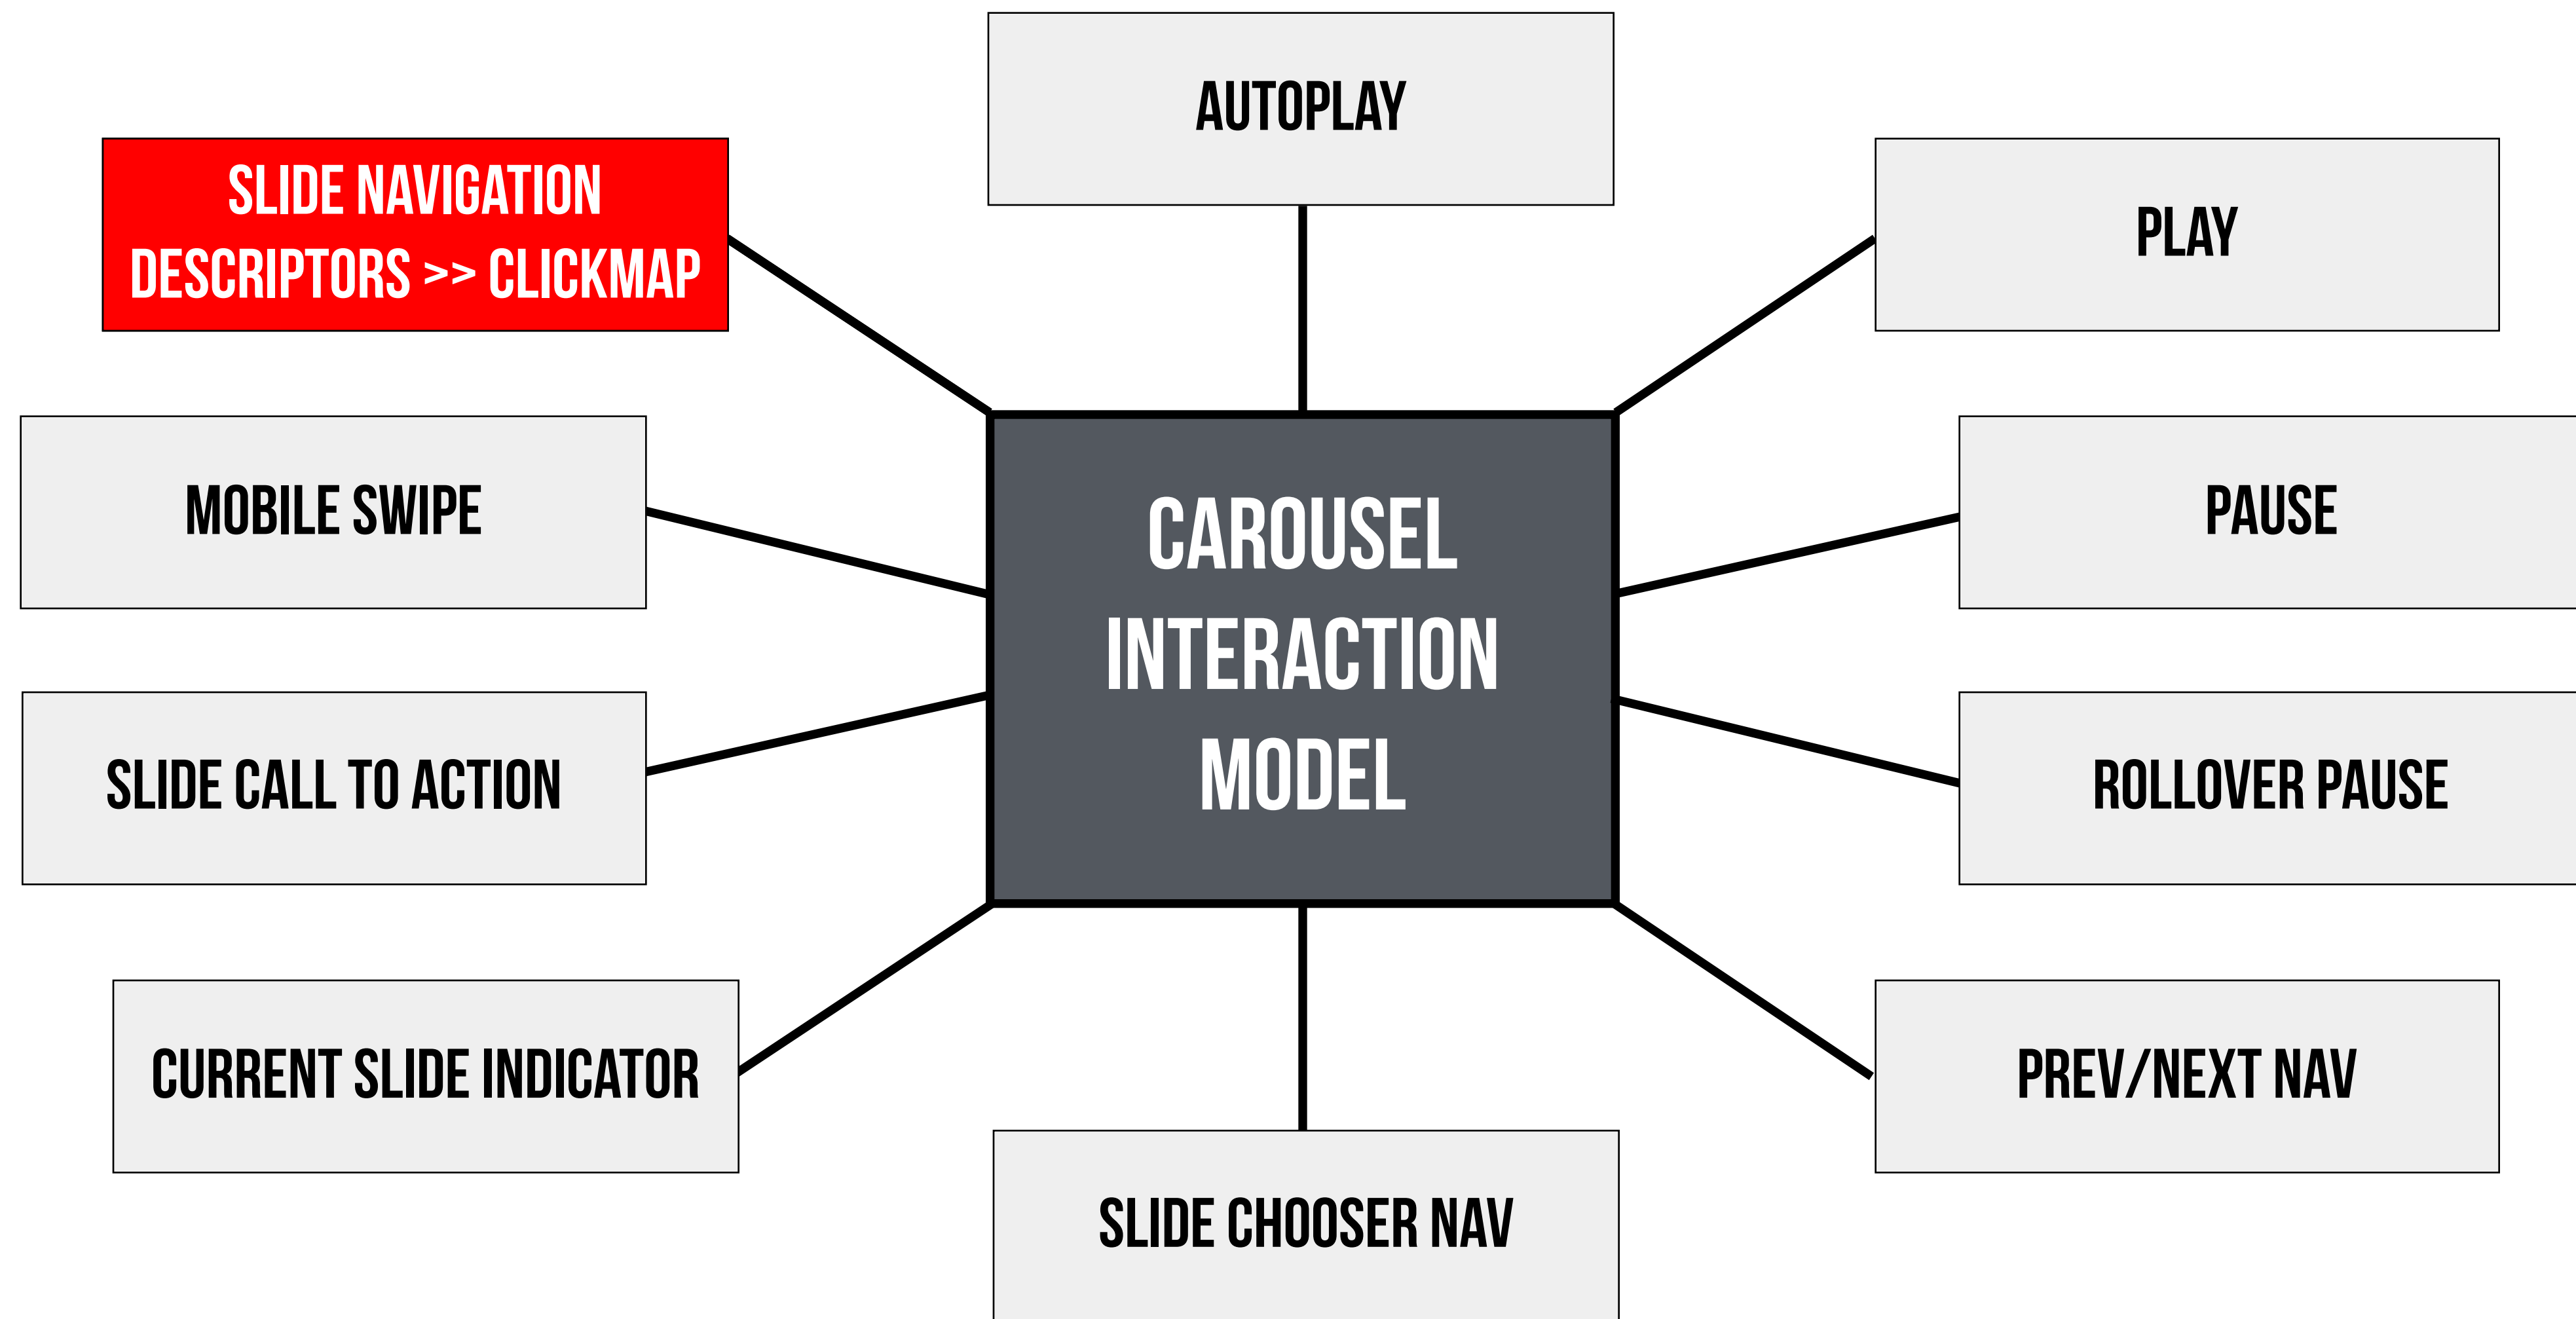 AUTOPLAY
SLIDE NAVIGATION
DESCRIPTORS >> CLICKMAP
PLAY
MOBILE SWIPE
PAUSE
CAROUSEL
INTERACTION
MODEL
SLIDE CALL TO ACTION
ROLLOVER PAUSE
CURRENT SLIDE INDICATOR
PREV/NEXT NAV
SLIDE CHOOSER NAV